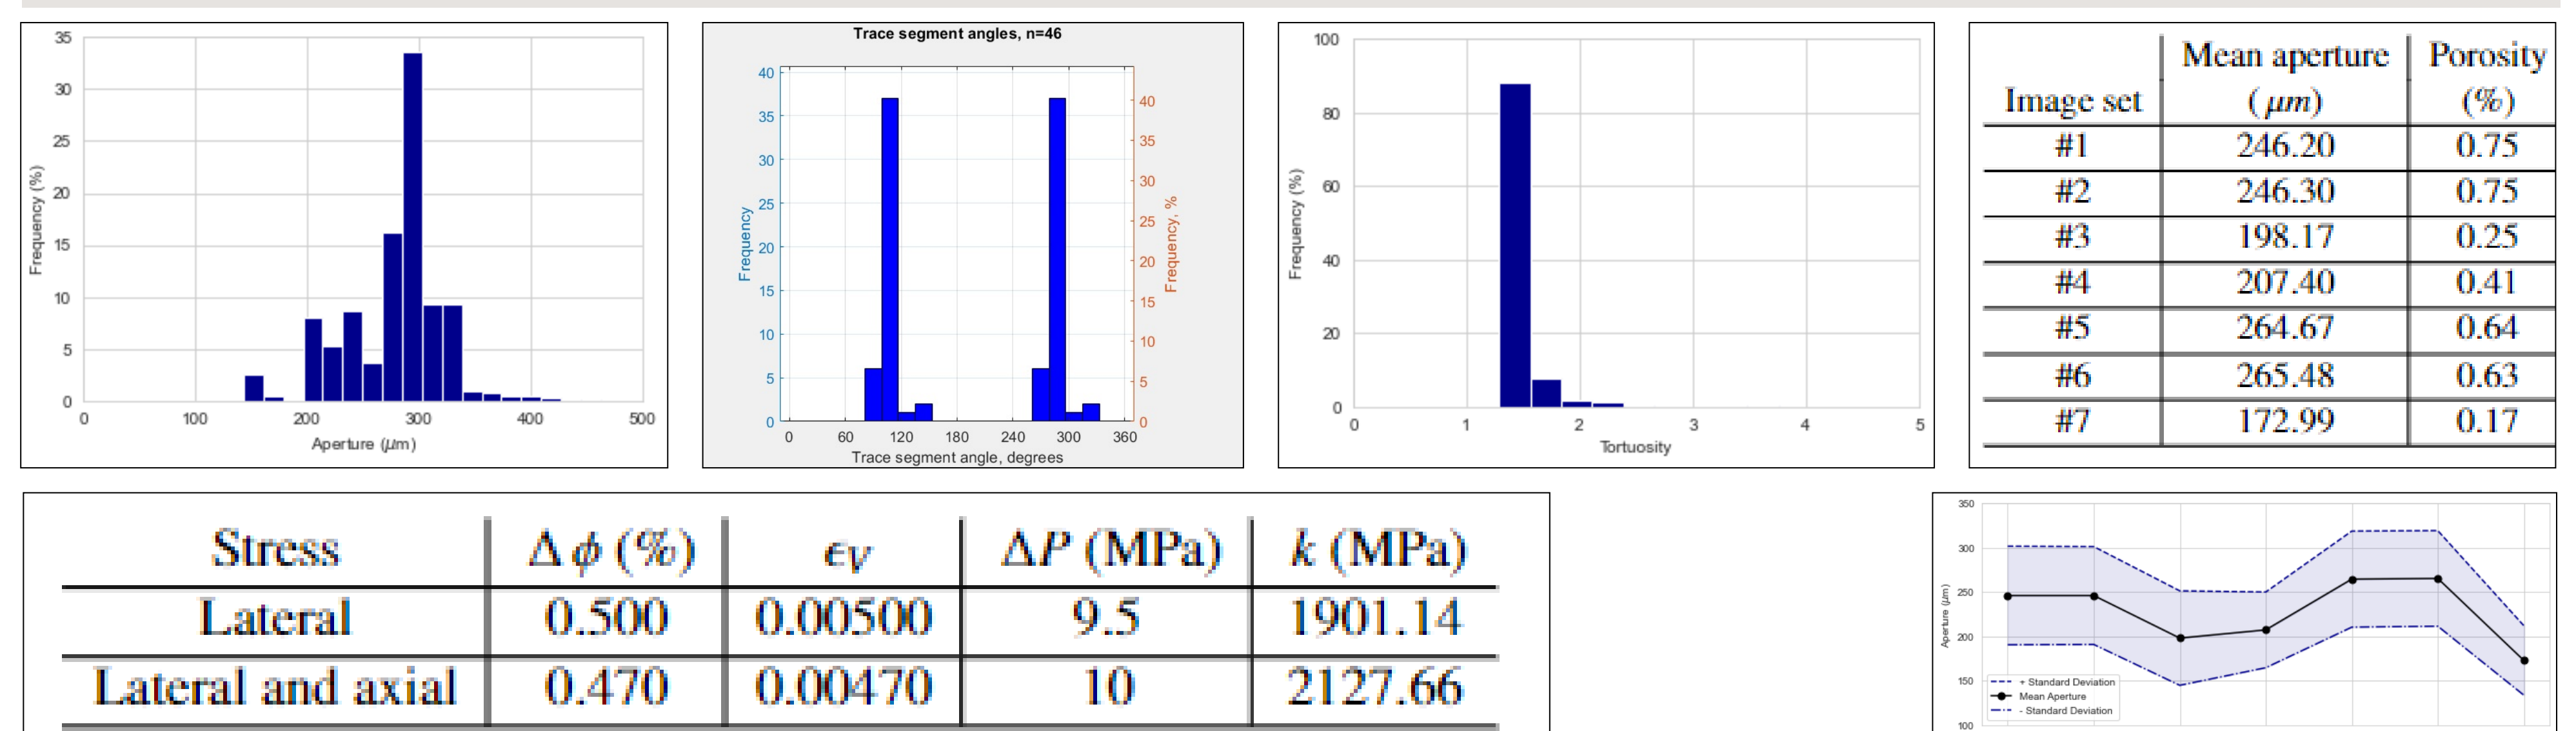 35
30
25
20
15
10
5
0
Frequency (%)
0 100 200 300 400 500
Aperture (μm)
Trace segment angles, n=46
40
35
30
25
20
15
10
5
0
Frequency
40
35
30
25
20
15
10
5
0
Frequency, %
0 60 120 180 240 300 360
Trace segment angle, degrees
100
80
60
40
20
0
Frequency (%)
0 1 2 3 4 5
Tortuosity
Mean aperture Porosity
Image set (μm) (%)
#1 246.20 0.75
#2 246.30 0.75
#3 198.17 0.25
#4 207.40 0.41
#5 264.67 0.64
#6 265.48 0.63
#7 172.99 0.17
Stress Δϕ (%) ϵV ΔP (MPa) k (MPa)
Lateral 0.500 0.00500 9.5 1901.14
Lateral and axial 0.470 0.00470 10 2127.66
350
300
250
200
150
100
Aperture (μm)
+ Standard Deviation
Mean Aperture
- Standard Deviation